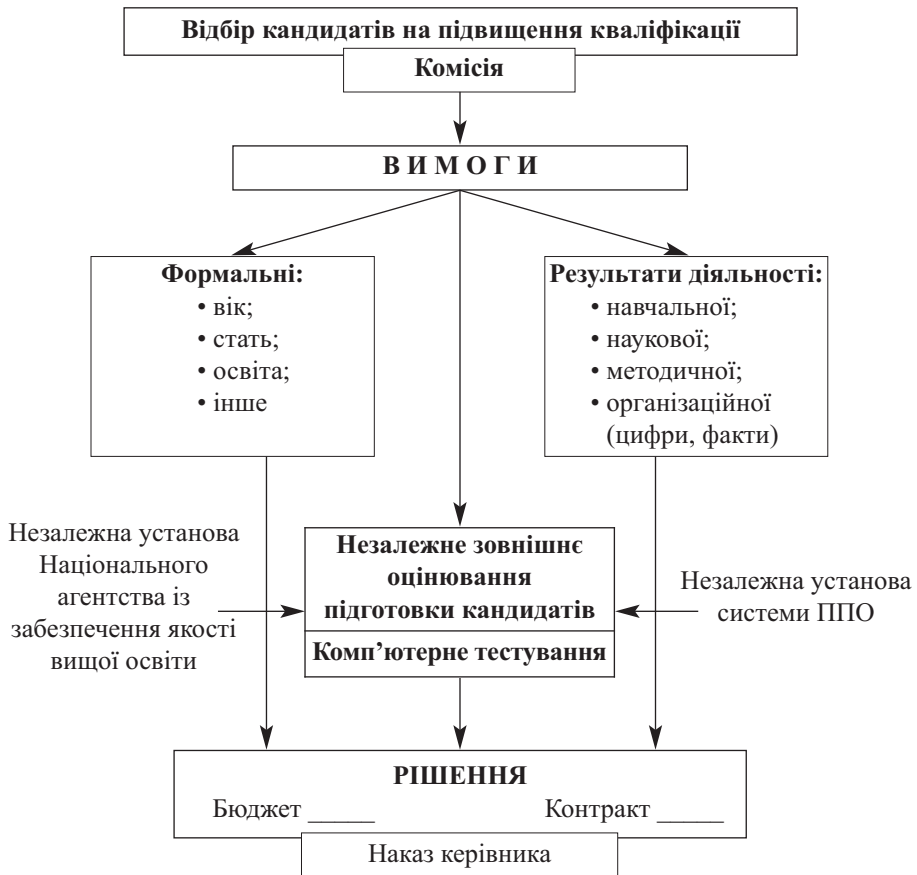 Відбір кандидатів на підвищення кваліфікації
Комісія
В И М О Г И
Формальні:
• вік;
• стать;
• освіта;
• інше
Результати діяльності:
• навчальної;
• наукової;
• методичної;
• організаційної
(цифри, факти)
Незалежна установа
Національного
агентства із
забезпечення якості
вищої освіти
Незалежне зовнішнє
оцінювання
підготовки кандидатів
Комп’ютерне тестування
Незалежна установа
системи ППО
РІШЕННЯ
Бюджет _____ Контракт _____
Наказ керівника